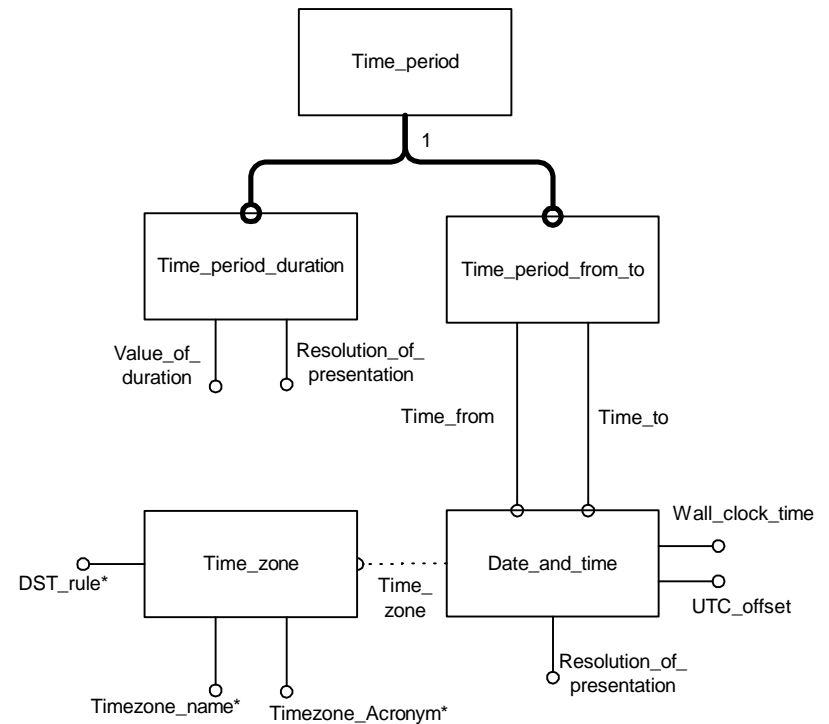 Time_period
1
Time_period_duration
Time_period_from_to
Value_of_
duration
Resolution_of_
presentation
Time_from
Time_to
Wall_clock_time
Time_zone
Date_and_time
DST_rule*
Time_
zone
UTC_offset
Resolution_of_
presentation
Timezone_name*
Timezone_Acronym*